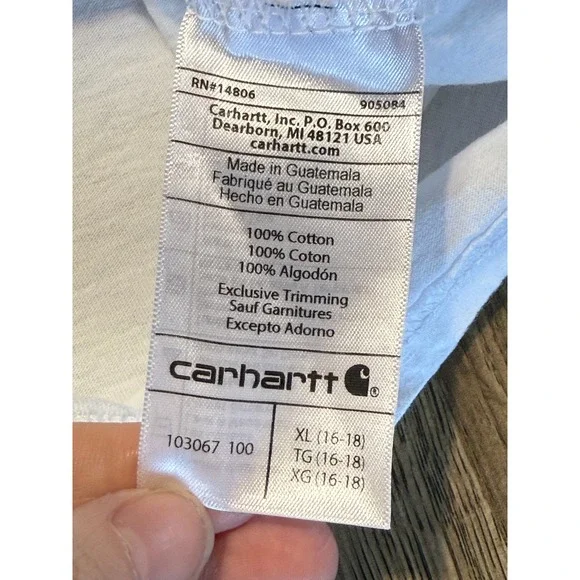 RN#14806 905084
Carhartt, Inc. P.O. Box 600
Dearborn, MI 48121 USA
carhartt.com
Made in Guatemala
Fabriqué au Guatemala
Hecho en Guatemala
100% Cotton
100% Coton
100% Algodón
Exclusive Trimming
Sauf Garnitures
Excepto Adorno
carhartt ®
103067 100
XL (16-18)
TG (16-18)
XG (16-18)